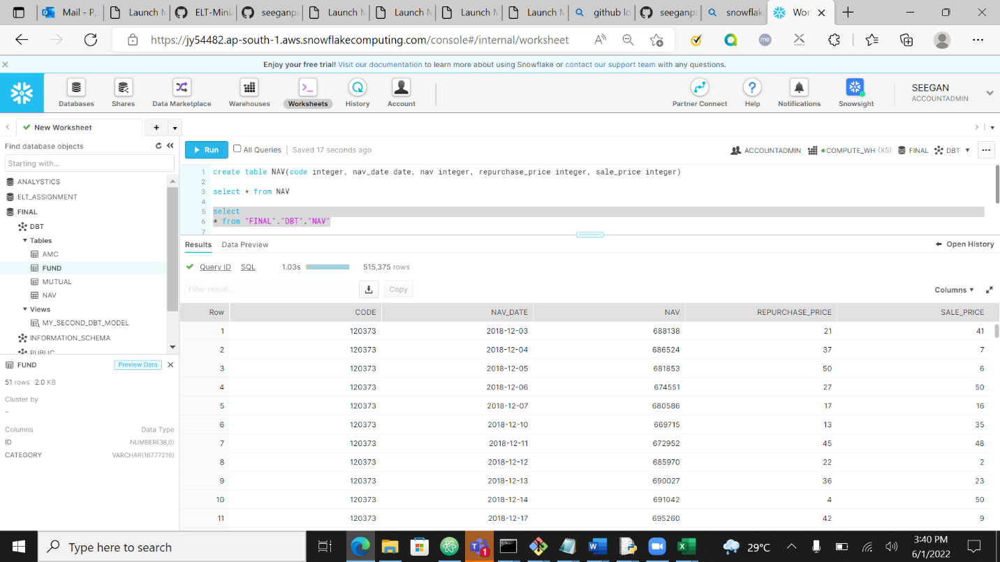 Mail - P,
Launch M
ELT-Mini
seeganpa
Launch M
Launch M
Launch M
Launch M
github lo
seeganpa
snowflak
Wor
https://jy54482.ap-south-1.aws.snowflakecomputing.com/console#/internal/worksheet
Enjoy your free trial! Visit our documentation to learn more about using Snowflake or contact our support team with any questions.
Databases
Shares
Data Marketplace
Warehouses
Worksheets
History
Account
Partner Connect
Help
Notifications
Snowsight
SEEGAN
ACCOUNTADMIN
New Worksheet
Find database objects
Starting with...
Run
All Queries
Saved 17 seconds ago
ACCOUNTADMIN
COMPUTE_WH (XS)
FINAL
DBT
ANALYSTICS
ELT_ASSIGNMENT
FINAL
DBT
Tables
AMC
FUND
MUTUAL
NAV
Views
MY_SECOND_DBT_MODEL
INFORMATION_SCHEMA
PUBLIC
1 create table NAV(code integer, nav_date date, nav integer, repurchase_price integer, sale_price integer)
2
3 select * from NAV
4
5 select
6 * from "FINAL"."DBT"."NAV"
7
Results Data Preview
Open History
Query ID SQL 1.03s 515,375 rows
Filter result...
Copy
Columns
Row CODE NAV_DATE NAV REPURCHASE_PRICE SALE_PRICE
1 120373 2018-12-03 688138 21 41
2 120373 2018-12-04 686524 37 7
3 120373 2018-12-05 681853 50 6
4 120373 2018-12-06 674551 27 50
5 120373 2018-12-07 680586 17 16
6 120373 2018-12-10 669715 13 35
7 120373 2018-12-11 672952 45 48
8 120373 2018-12-12 685970 22 2
9 120373 2018-12-13 690027 36 23
10 120373 2018-12-14 691042 4 50
11 120373 2018-12-17 695260 42 9
FUND
Preview Data
51 rows 2.0 KB
Cluster by
-
Columns Data Type
ID NUMBER(38,0)
CATEGORY VARCHAR(16777216)
Type here to search
29°C
3:40 PM
6/1/2022